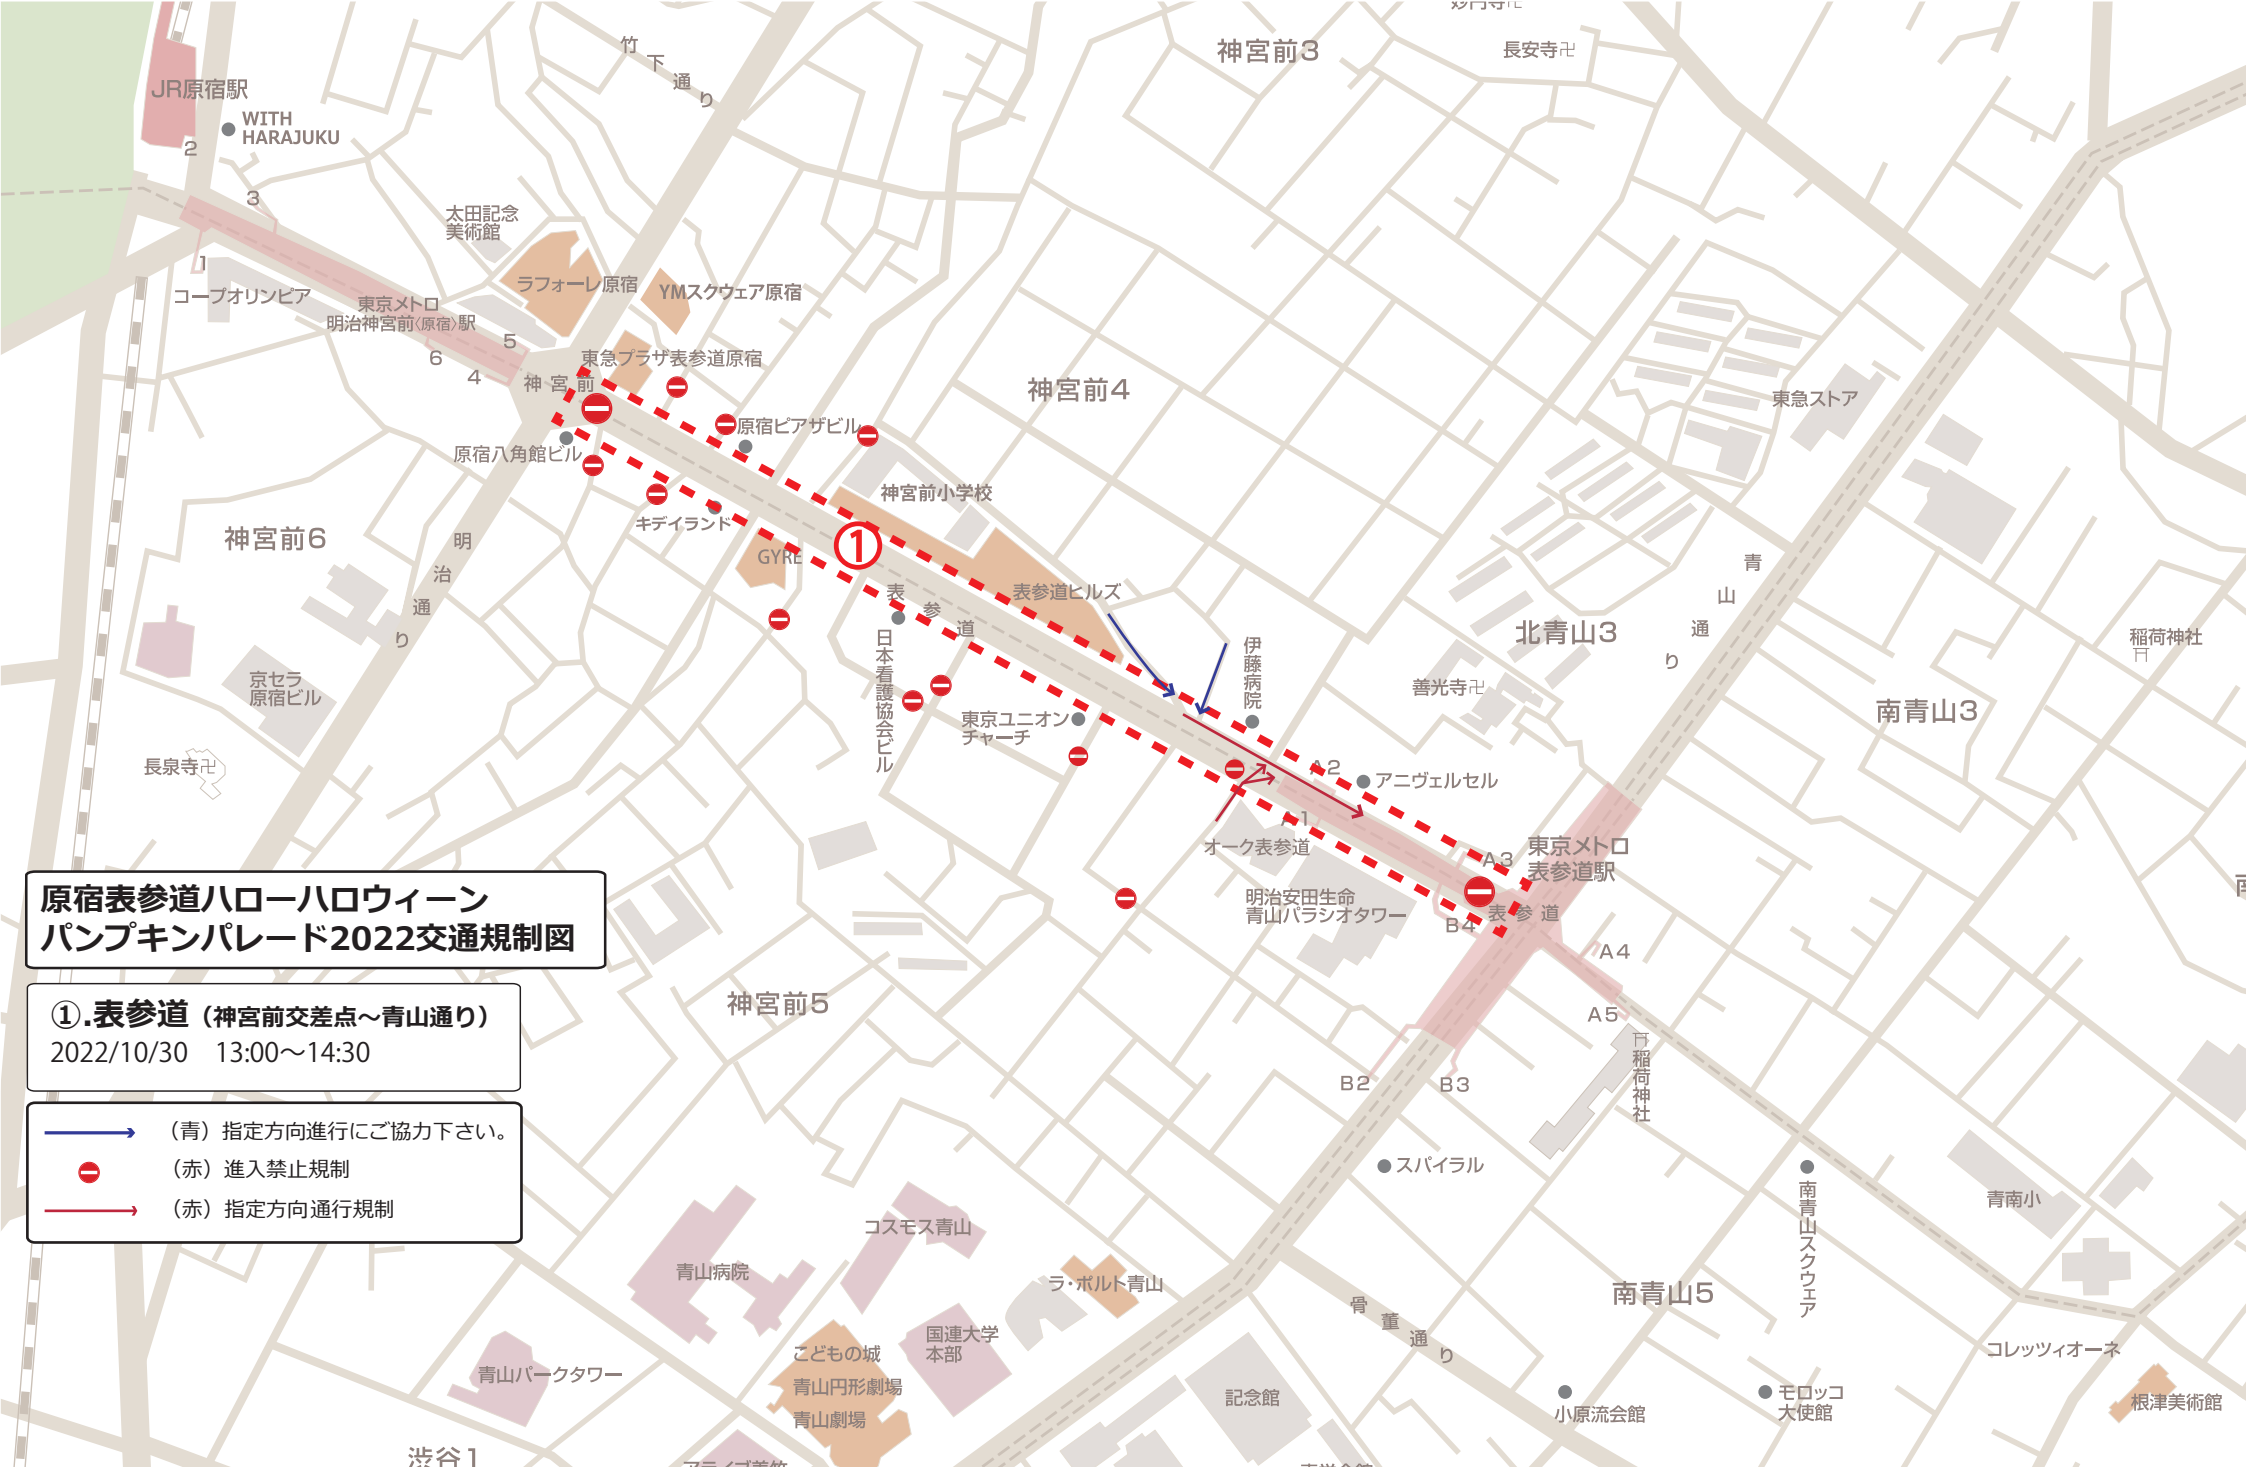 妙円寺卍
神宮前3
長安寺卍
竹下通り
JR原宿駅
WITH
HARAJUKU
2
3
1
太田記念
美術館
ラフォーレ原宿
YMスクウェア原宿
コープオリンピア
東京メトロ
明治神宮前〈原宿〉駅
5
6
4
東急プラザ表参道原宿
神宮前
神宮前4
東急ストア
原宿ピアザビル
原宿八角館ビル
神宮前小学校
キデイランド
神宮前6
明治通り
GYRE
①
表参道
表参道ヒルズ
青山通り
北青山3
稲荷神社
日本看護協会ビル
伊藤病院
京セラ
原宿ビル
善光寺卍
南青山3
東京ユニオン
チャーチ
長泉寺卍
A2
アニヴェルセル
A1
オーク表参道
東京メトロ
表参道駅
A3
明治安田生命
青山パラシオタワー
B4
表参道
A4
A5
原宿表参道ハローハロウィーン
パンプキンパレード2022交通規制図
①.表参道（神宮前交差点～青山通り）
2022/10/30　13:00～14:30
（青）指定方向進行にご協力下さい。
（赤）進入禁止規制
（赤）指定方向通行規制
神宮前5
稲荷神社
B2
B3
スパイラル
南青山スクウェア
青南小
コスモス青山
青山病院
ラ・ポルト青山
南青山5
骨董通り
国連大学
本部
コレッツィオーネ
こどもの城
青山円形劇場
青山劇場
青山パークタワー
記念館
小原流会館
モロッコ
大使館
根津美術館
渋谷1